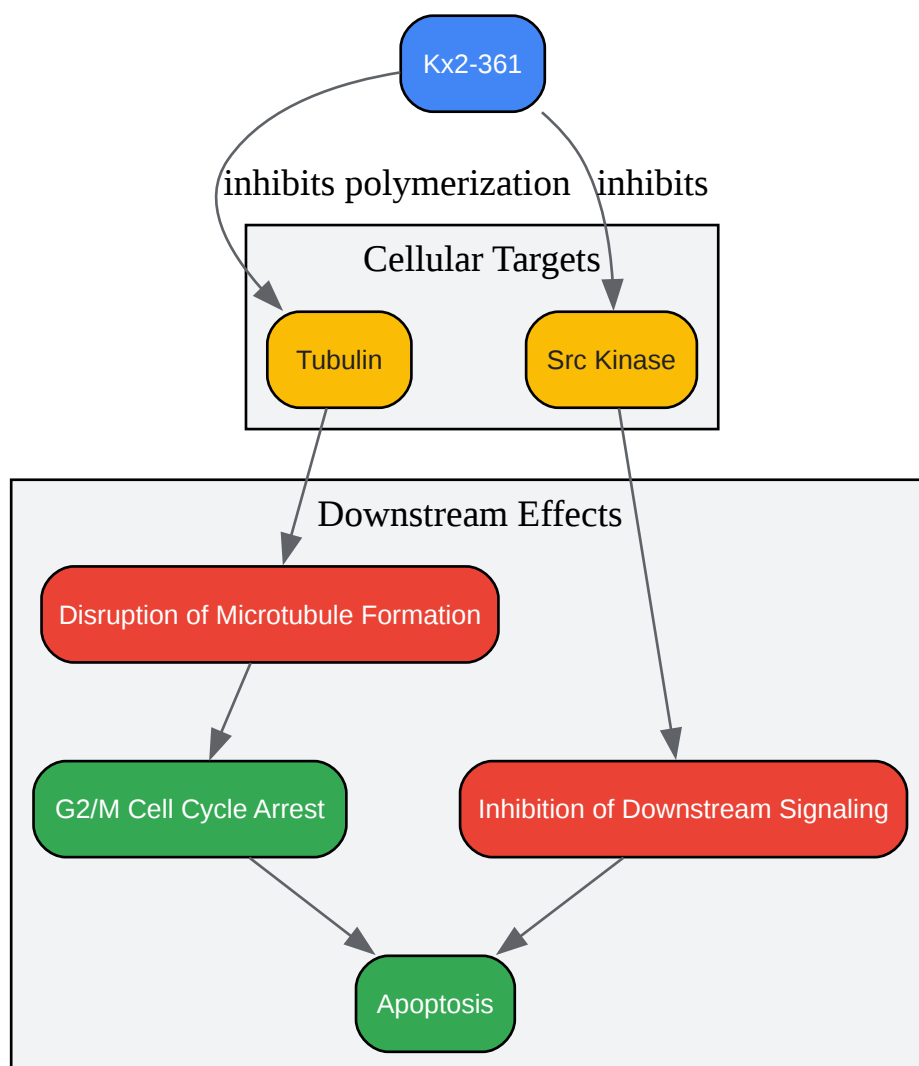 Kx2-361
inhibits polymerization
inhibits
Cellular Targets
Tubulin
Src Kinase
Downstream Effects
Disruption of Microtubule Formation
G2/M Cell Cycle Arrest
Inhibition of Downstream Signaling
Apoptosis